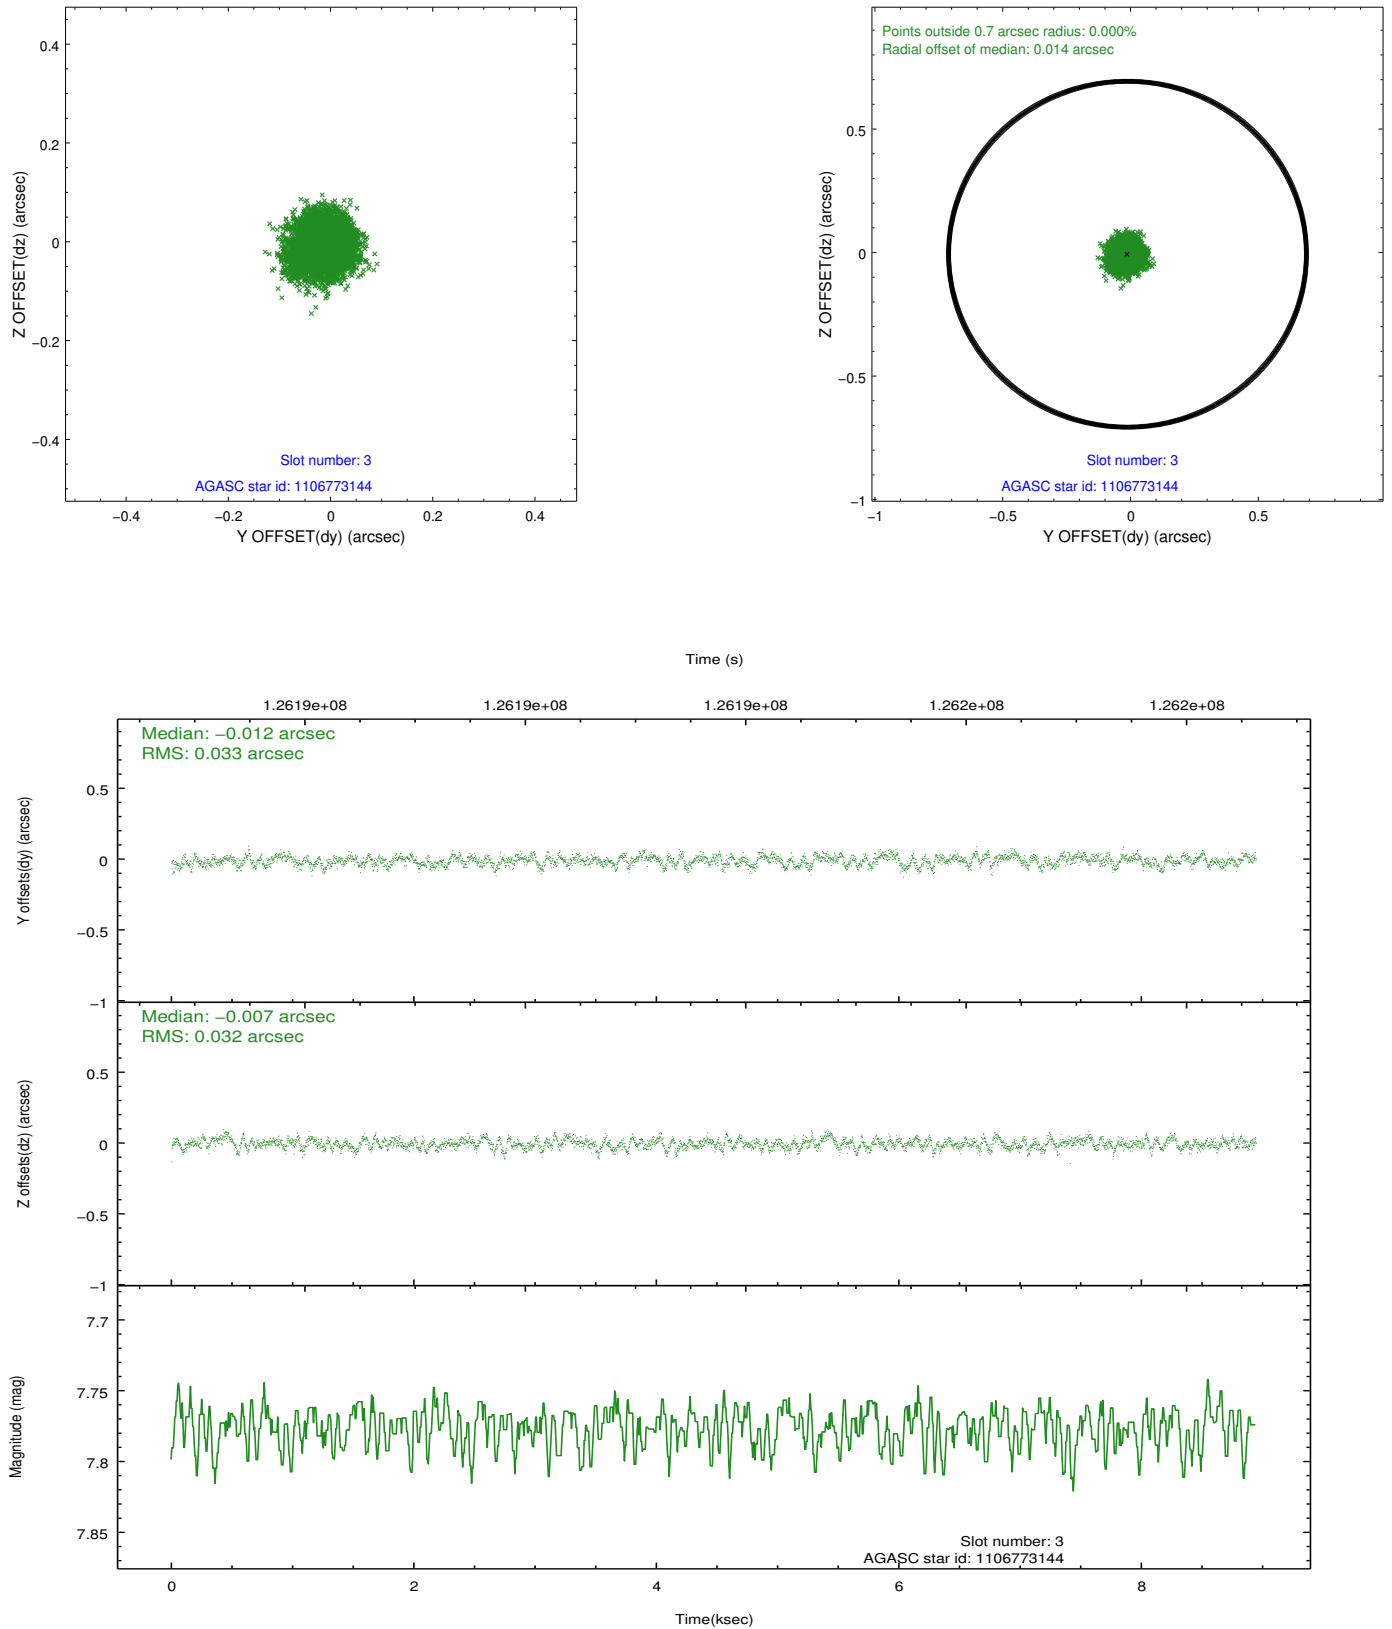 0.4
0.2
0
−0.2
−0.4
Z OFFSET(dz) (arcsec)
Slot number: 3
AGASC star id: 1106773144
−0.4 −0.2 0 0.2 0.4
Y OFFSET(dy) (arcsec)
Points outside 0.7 arcsec radius: 0.000%
Radial offset of median: 0.014 arcsec
0.5
0
−0.5
−1
Z OFFSET(dz) (arcsec)
Slot number: 3
AGASC star id: 1106773144
−1 −0.5 0 0.5
Y OFFSET(dy) (arcsec)
Time (s)
1.2619e+08 1.2619e+08 1.2619e+08 1.262e+08 1.262e+08
Median: −0.012 arcsec
RMS: 0.033 arcsec
0.5
0
−0.5
−1
Y offsets(dy) (arcsec)
Median: −0.007 arcsec
RMS: 0.032 arcsec
0.5
0
−0.5
−1
Z offsets(dz) (arcsec)
7.7
7.75
7.8
7.85
Magnitude (mag)
Slot number: 3
AGASC star id: 1106773144
0 2 4 6 8
Time(ksec)